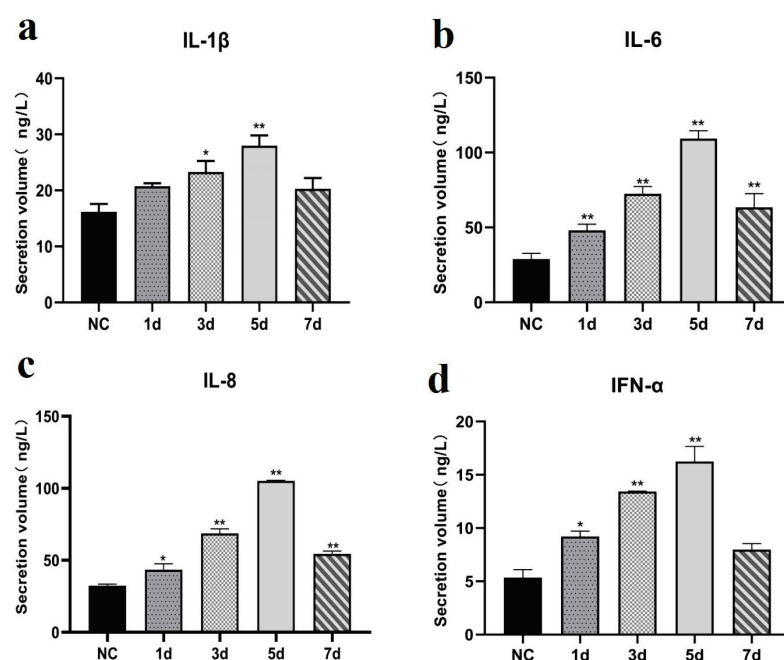 a
IL-1β
Secretion volume( ng/L)
40
30
20
10
0
*
**
NC 1d 3d 5d 7d
b
IL-6
Secretion volume( ng/L)
150
100
50
0
**
**
**
**
NC 1d 3d 5d 7d
c
IL-8
Secretion volume( ng/L)
150
100
50
0
*
**
**
**
NC 1d 3d 5d 7d
d
IFN-α
Secretion volume( ng/L)
20
15
10
5
0
*
**
**
NC 1d 3d 5d 7d